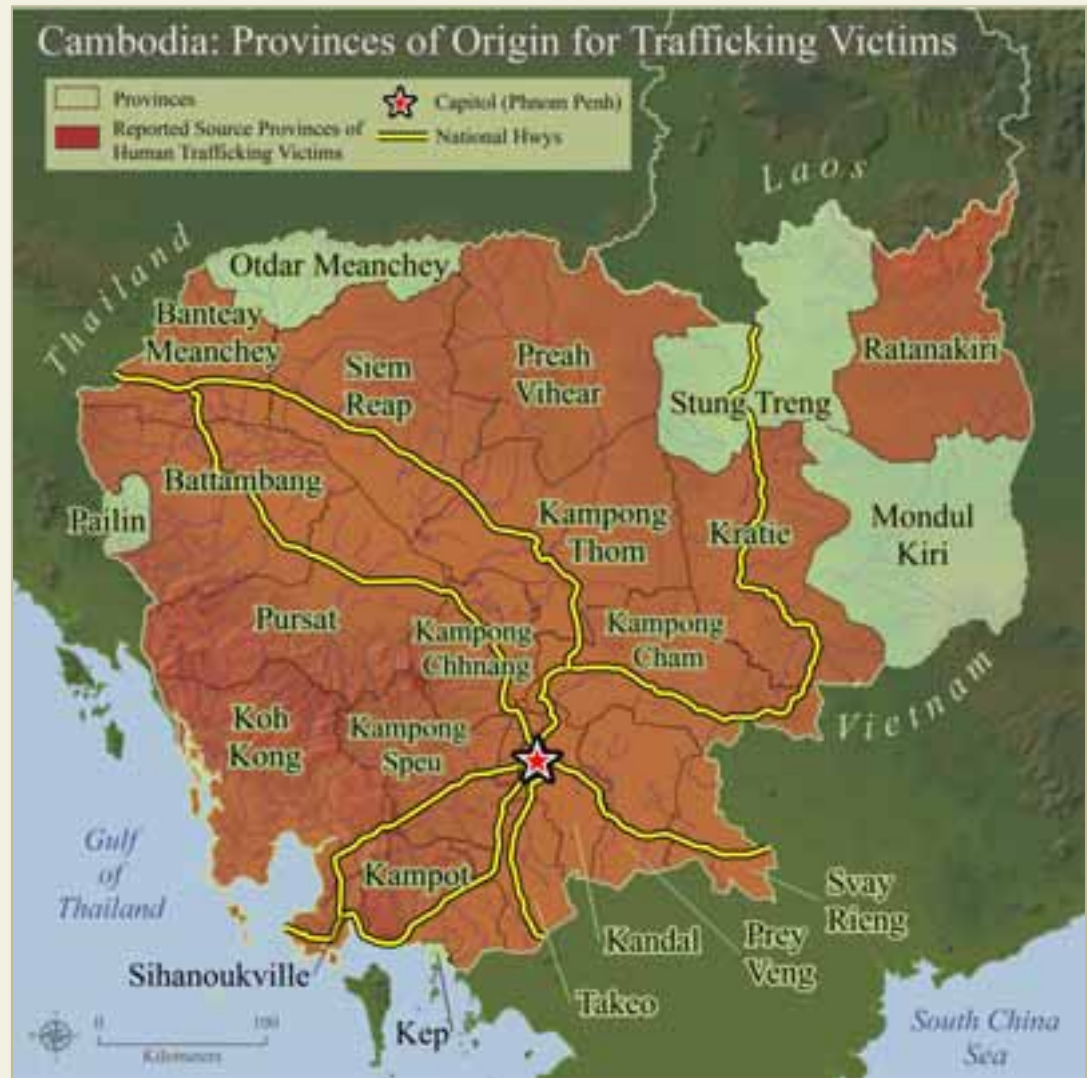 Cambodia: Provinces of Origin for Trafficking Victims
Provinces
Capitol (Phnom Penh)
Reported Source Provinces of
Human Trafficking Victims
National Hwys
Laos
Thailand
Otdar Meanchey
Banteay
Meanchey
Siem
Reap
Preah
Vihear
Ratanakiri
Stung Treng
Battambang
Pailin
Kampong
Thom
Kratie
Mondul
Kiri
Pursat
Kampong
Chhnang
Kampong
Cham
Koh
Kong
Kampong
Speu
Vietnam
Gulf
of
Thailand
Kampot
Svay
Rieng
Kandal
Prey
Veng
Sihanoukville
Takeo
Kep
South China
Sea
0 100
Kilometers